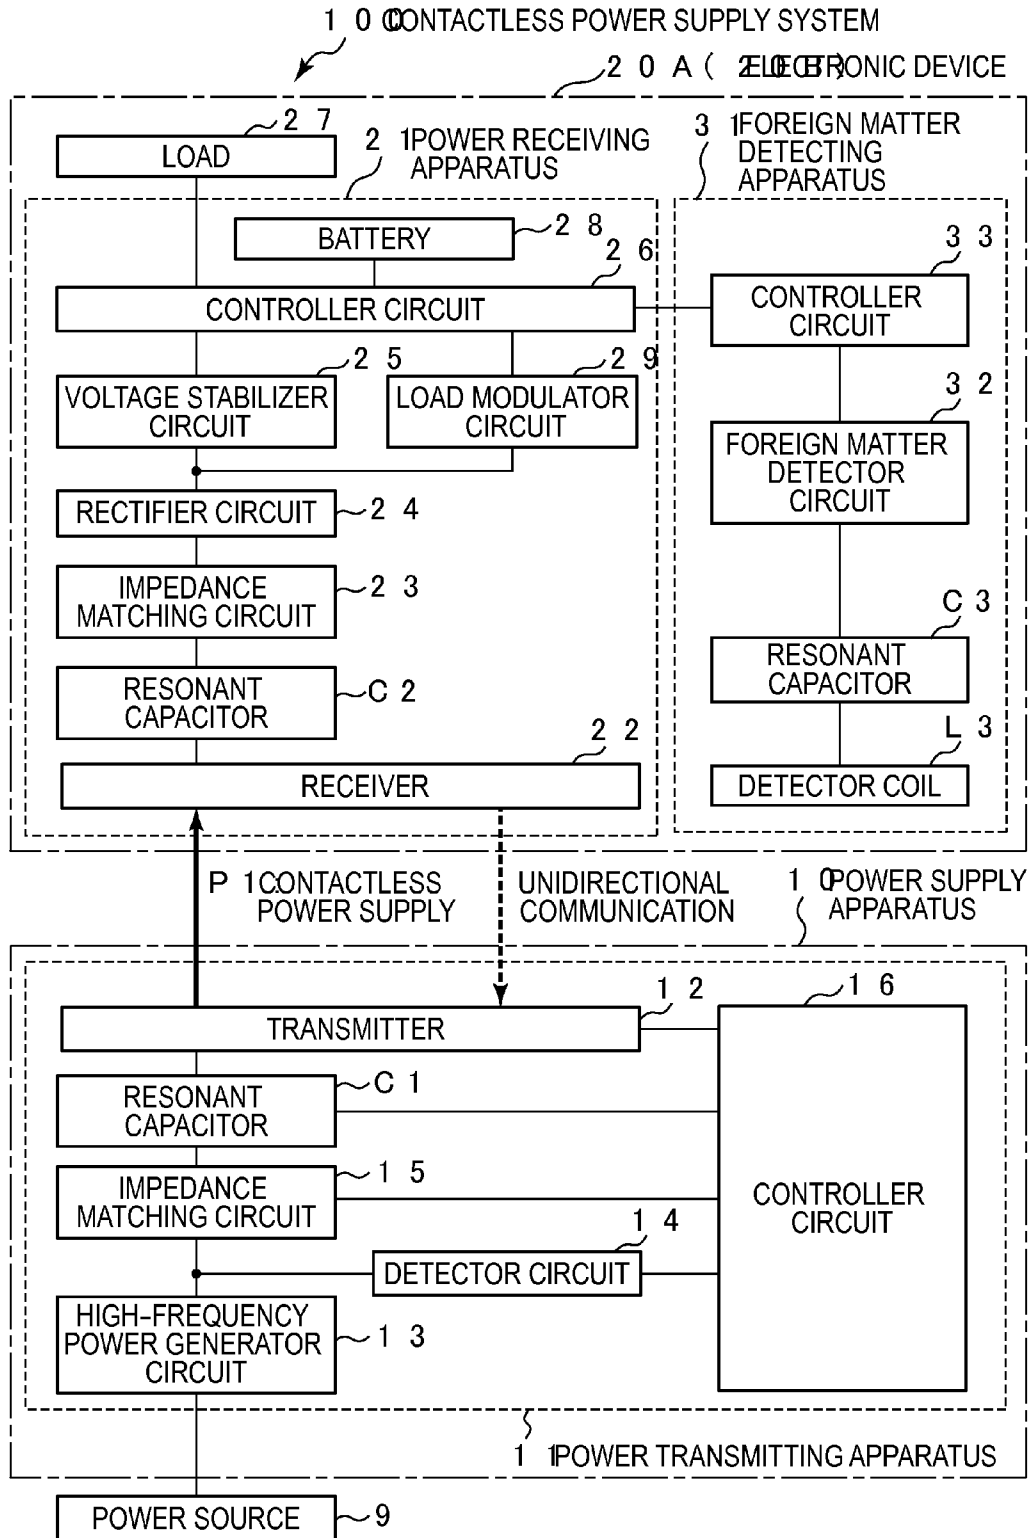 100 CONTACTLESS POWER SUPPLY SYSTEM
20A (20B) ELECTRONIC DEVICE
27
LOAD
21 POWER RECEIVING
APPARATUS
31 FOREIGN MATTER
DETECTING
APPARATUS
BATTERY
28
26
CONTROLLER CIRCUIT
33
CONTROLLER
CIRCUIT
25
VOLTAGE STABILIZER
CIRCUIT
29
LOAD MODULATOR
CIRCUIT
32
FOREIGN MATTER
DETECTOR
CIRCUIT
RECTIFIER CIRCUIT
24
IMPEDANCE
MATCHING CIRCUIT
23
RESONANT
CAPACITOR
C2
C3
RESONANT
CAPACITOR
22
RECEIVER
L3
DETECTOR COIL
P1: CONTACTLESS
POWER SUPPLY
UNIDIRECTIONAL
COMMUNICATION
10 POWER SUPPLY
APPARATUS
12
TRANSMITTER
16
CONTROLLER
CIRCUIT
C1
RESONANT
CAPACITOR
15
IMPEDANCE
MATCHING CIRCUIT
14
DETECTOR CIRCUIT
HIGH-FREQUENCY
POWER GENERATOR
CIRCUIT
13
11 POWER TRANSMITTING APPARATUS
POWER SOURCE
9